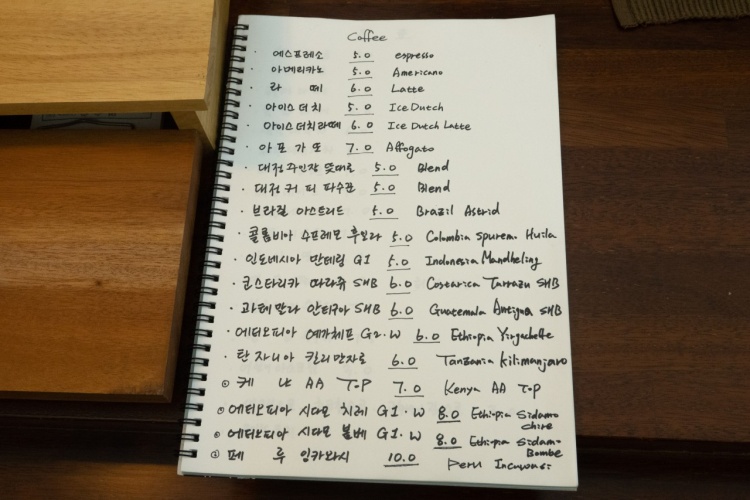 Coffee
· 에스프레소 5.0 espresso
· 아메리카노 5.0 Americano
· 라 떼 6.0 Latte
· 아이스더치 5.0 Ice Dutch
· 아이스더치라떼 6.0 Ice Dutch Latte
· 아 포 가 또 7.0 Affogato
· 대정주인장 뜻대로 5.0 Blend
· 대정 커 피 파수꾼 5.0 Blend
· 브라질 아스트리드 5.0 Brazil Astrid
· 콜롬비아 수프레모 후일라 5.0 Colombia Spuremo Huila
· 인도네시아 만데링 G1 5.0 Indonesia Mandheling
· 코스타리카 따라쥬 SHB 6.0 Costarica Tarrazu SHB
· 과테말라 안티구아 SHB 6.0 Guatemala Antigua SHB
· 에티오피아 예가체프 G2·W 6.0 Ethiopia Yirgacheffe
· 탄 자니아 킬리만자로 6.0 Tanzania Kilimanjaro
케 냐 AA TOP 7.0 Kenya AA TOP
에티오피아 시다모 치레 G1·W 8.0 Ethiopia Sidamo chire
에티오피아 시다모 봄베 G1·W 8.0 Ethiopia Sidamo Bombe
페 루 잉카와시 10.0 Peru Incawasi